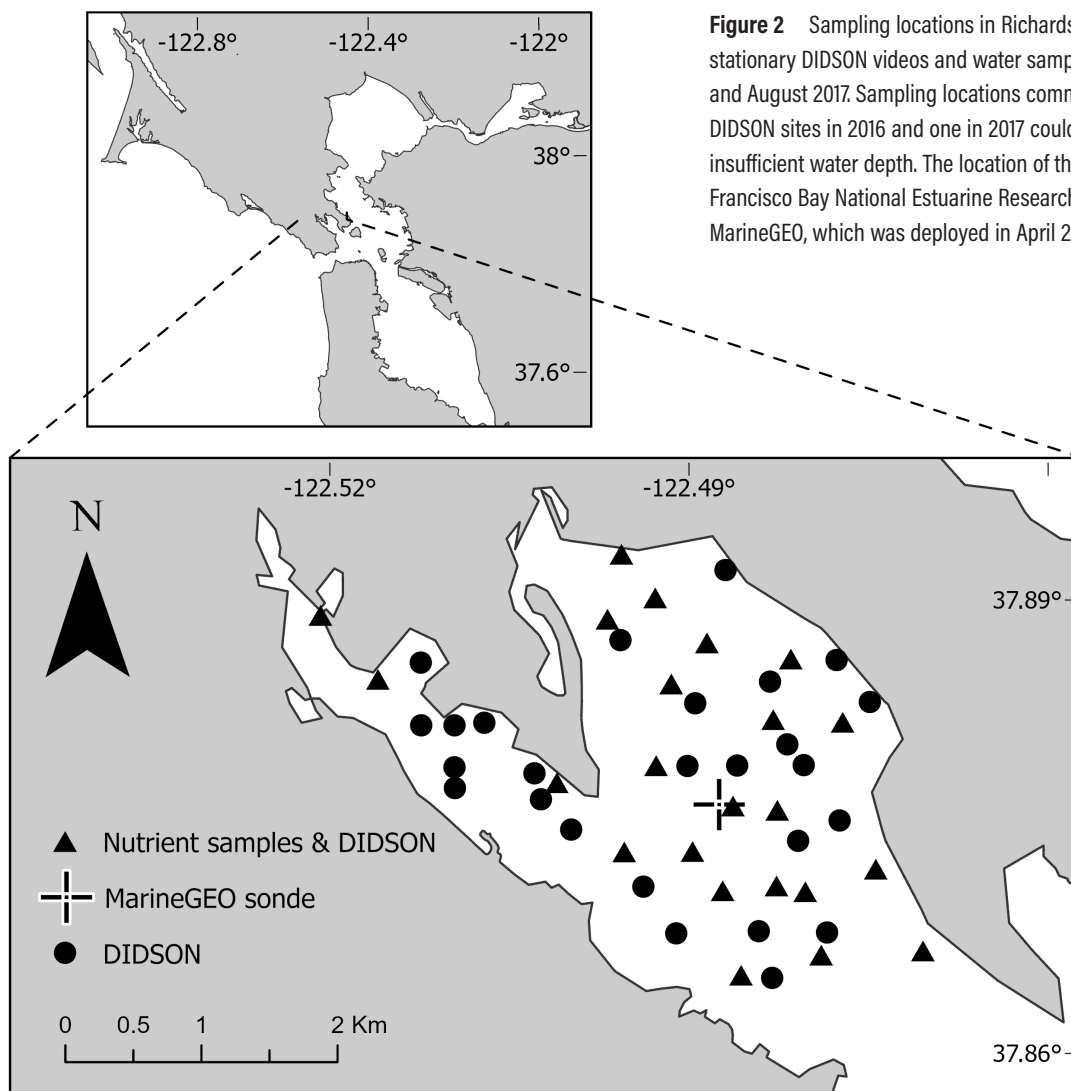 Figure 2 Sampling locations in Richards
stationary DIDSON videos and water samp
and August 2017. Sampling locations comm
DIDSON sites in 2016 and one in 2017 could
insufficient water depth. The location of th
Francisco Bay National Estuarine Research
MarineGEO, which was deployed in April 2
-122.8° -122.4° -122°
38°
37.6°
-122.52° -122.49°
N
37.89°
Nutrient samples & DIDSON
MarineGEO sonde
DIDSON
0 0.5 1 2 Km
37.86°